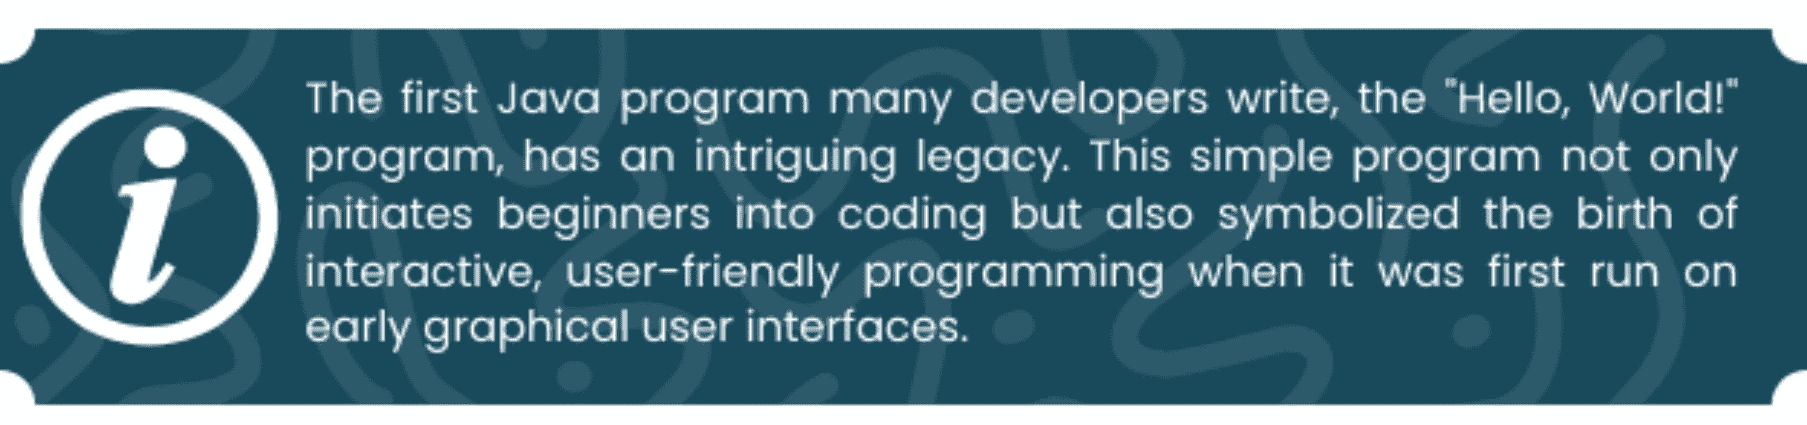 The first Java program many developers write, the "Hello, World!"
program, has an intriguing legacy. This simple program not only
initiates beginners into coding but also symbolized the birth of
interactive, user-friendly programming when it was first run on
early graphical user interfaces.